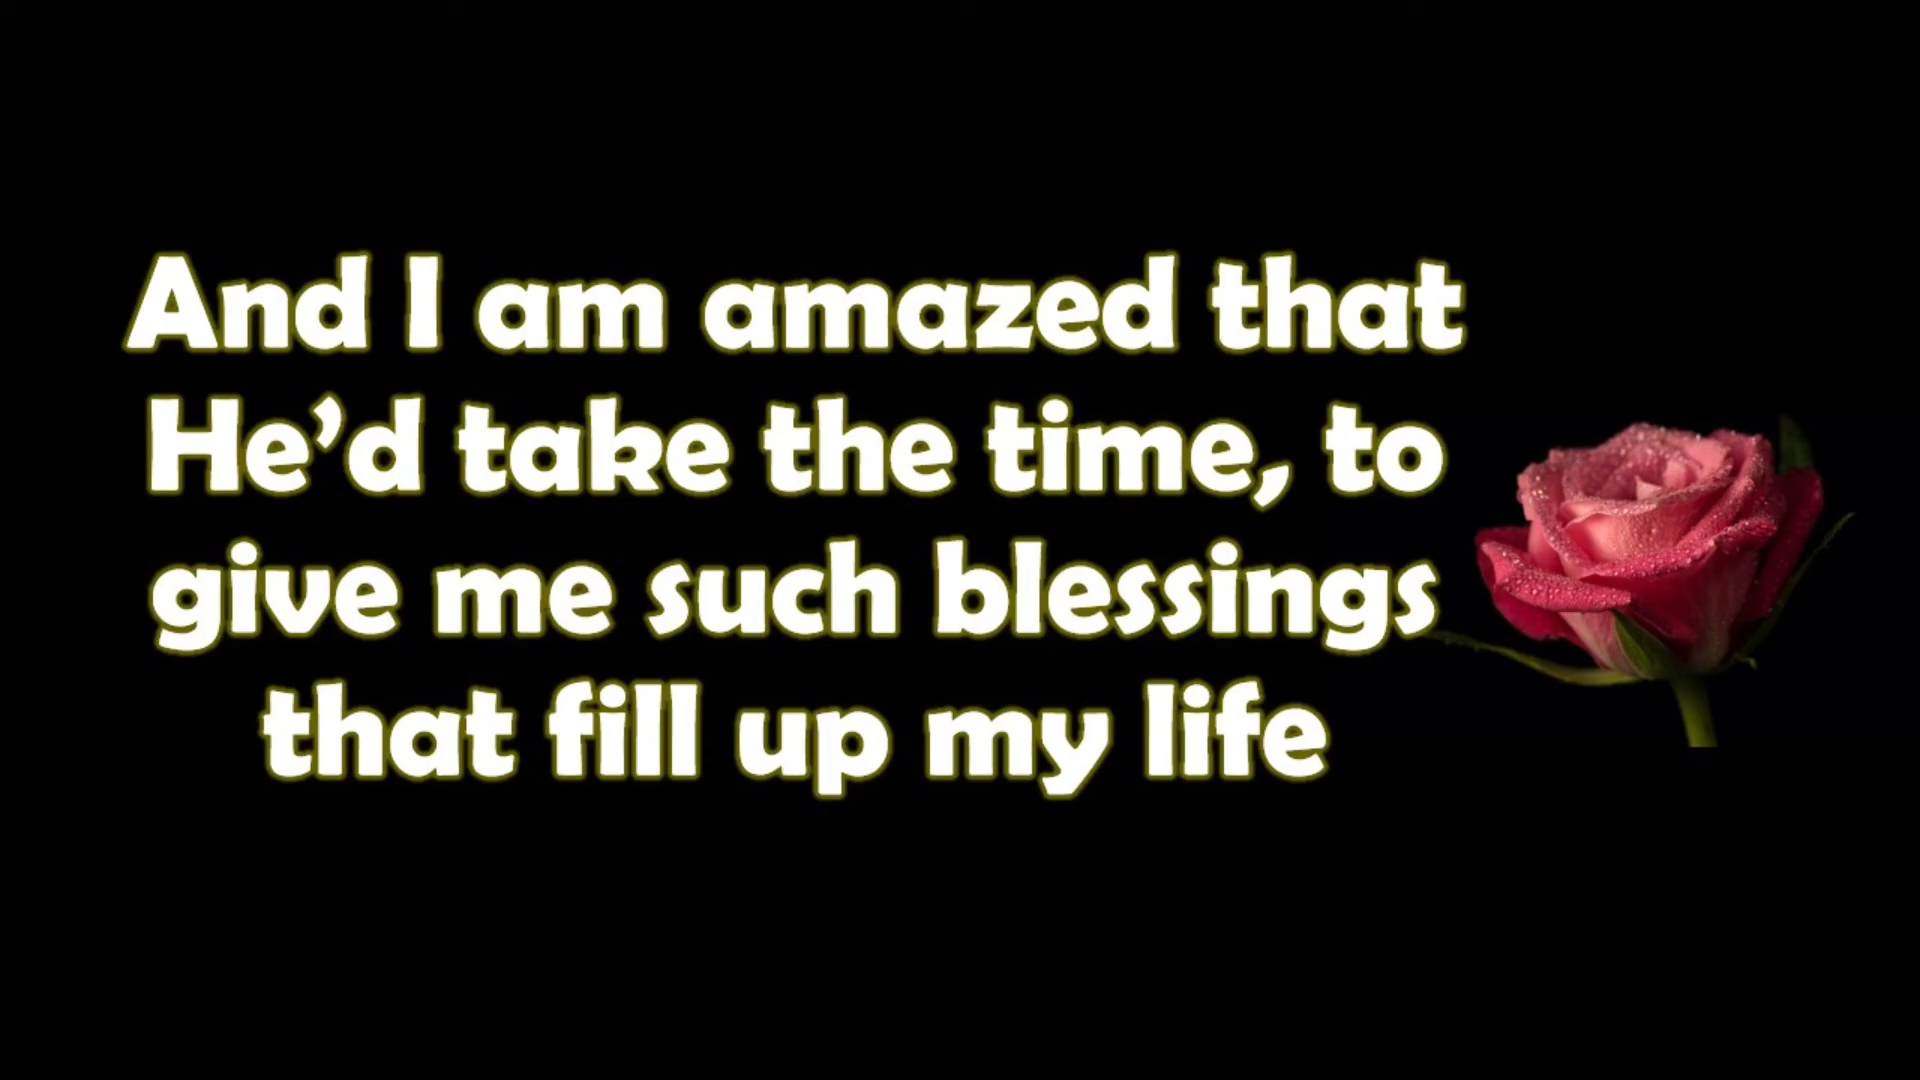 And I am amazed that
He’d take the time, to
give me such blessings
that fill up my life